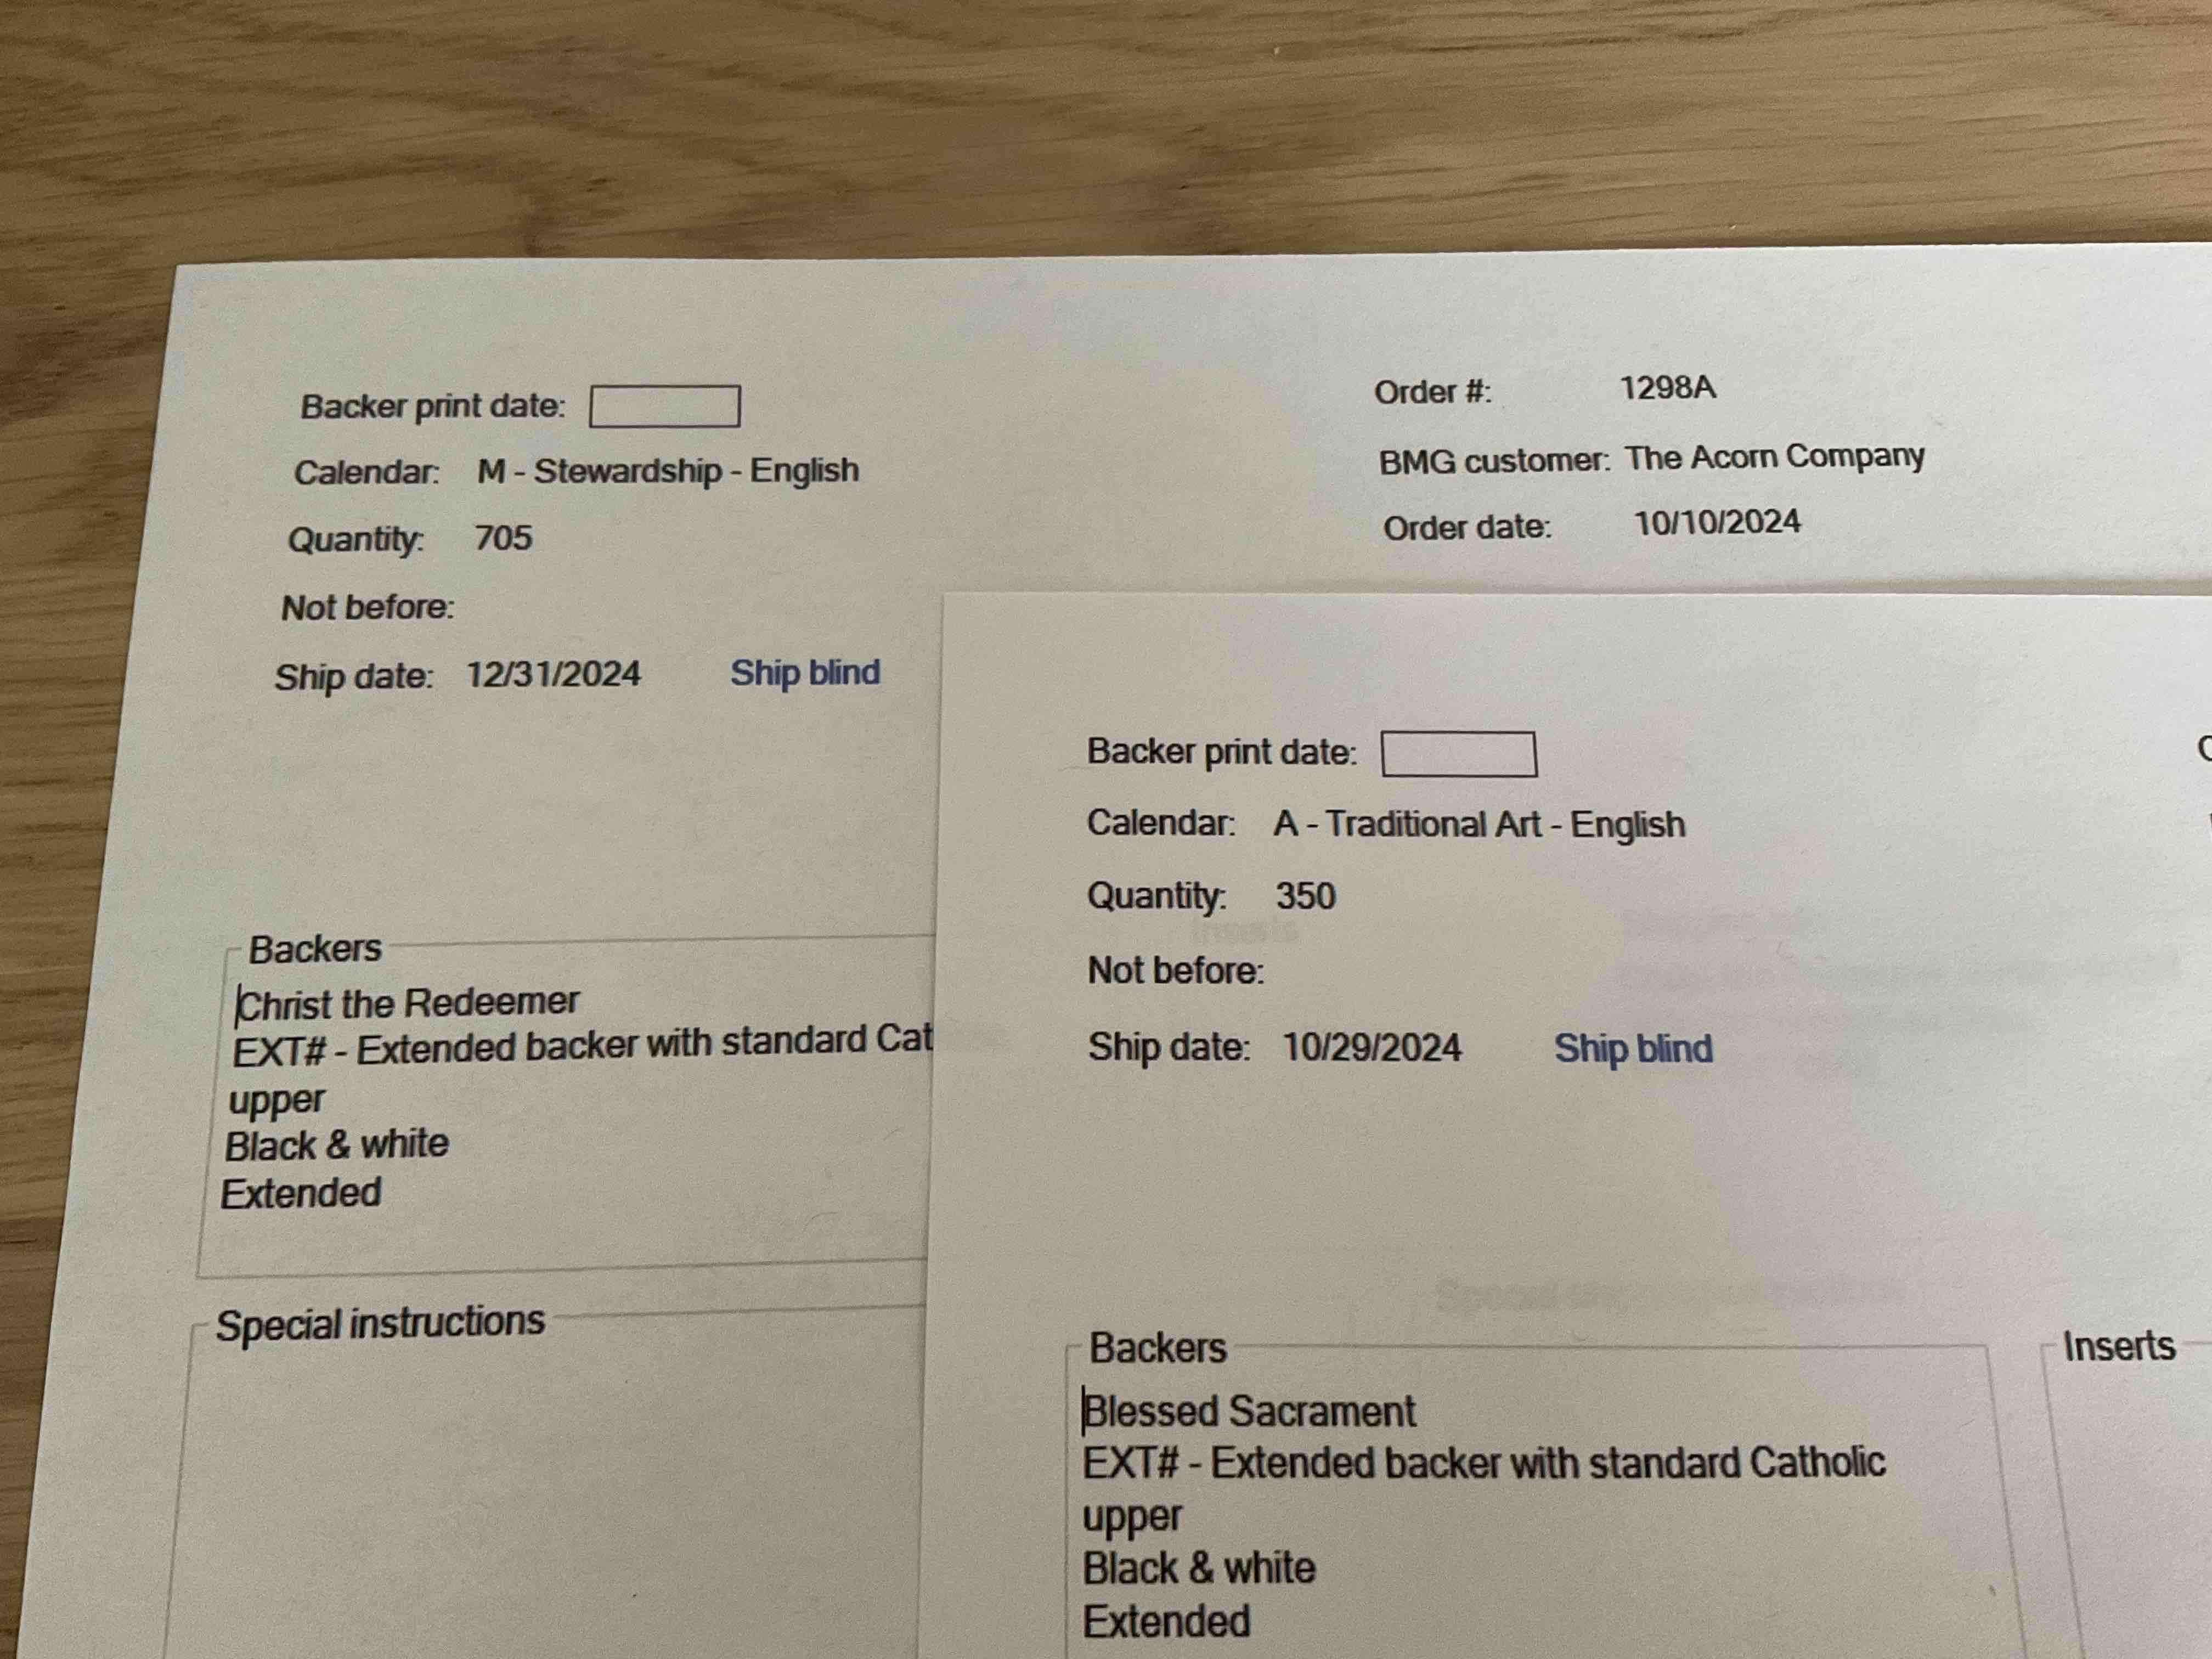 Backer print date:
Calendar: M - Stewardship - English
Quantity: 705
Not before:
Ship date: 12/31/2024 Ship blind
Order #: 1298A
BMG customer: The Acorn Company
Order date: 10/10/2024
Backers
Christ the Redeemer
EXT# - Extended backer with standard Cat
upper
Black & white
Extended
Special instructions
Backer print date:
Calendar: A - Traditional Art - English
Quantity: 350
Not before:
Ship date: 10/29/2024 Ship blind
Backers
Blessed Sacrament
EXT# - Extended backer with standard Catholic
upper
Black & white
Extended
Inserts